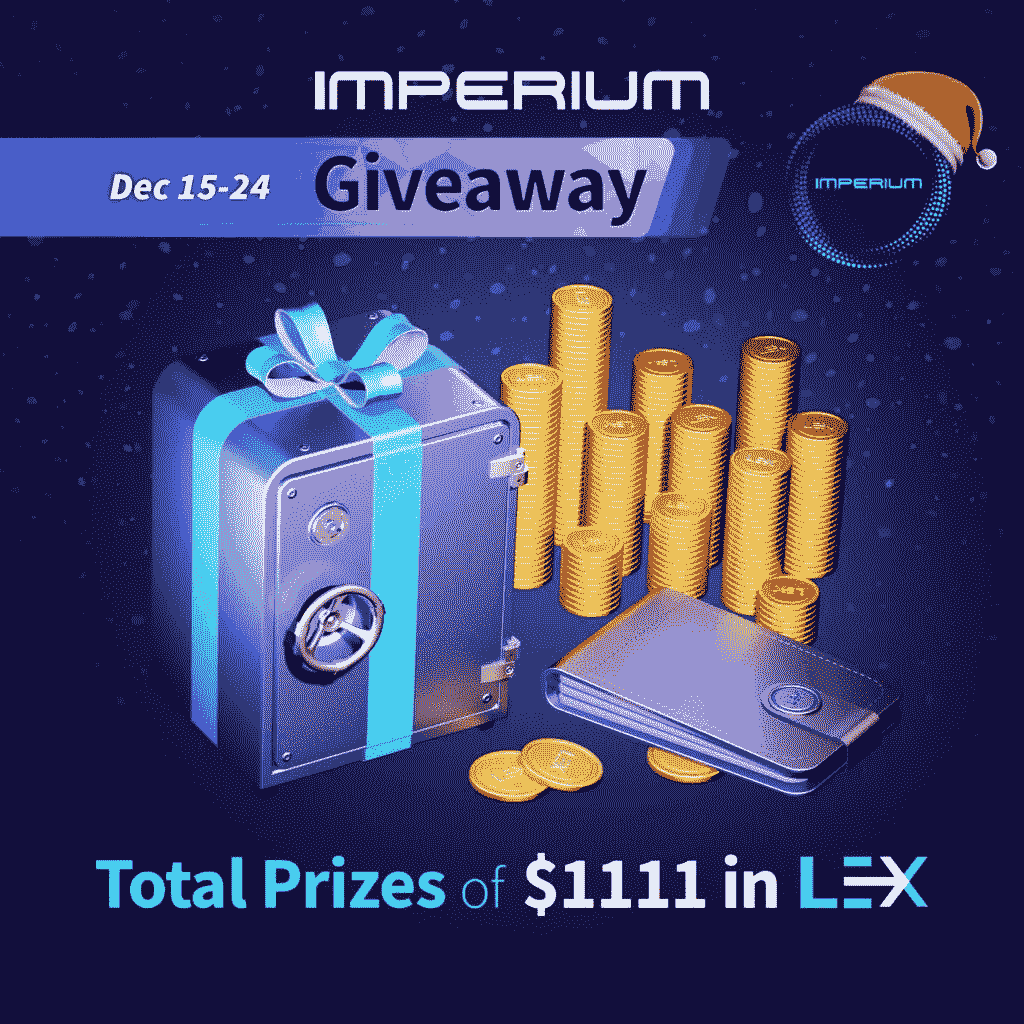 IMPERIUM
Dec 15-24 Giveaway
IMPERIUM
Total Prizes of $1111 in LEX